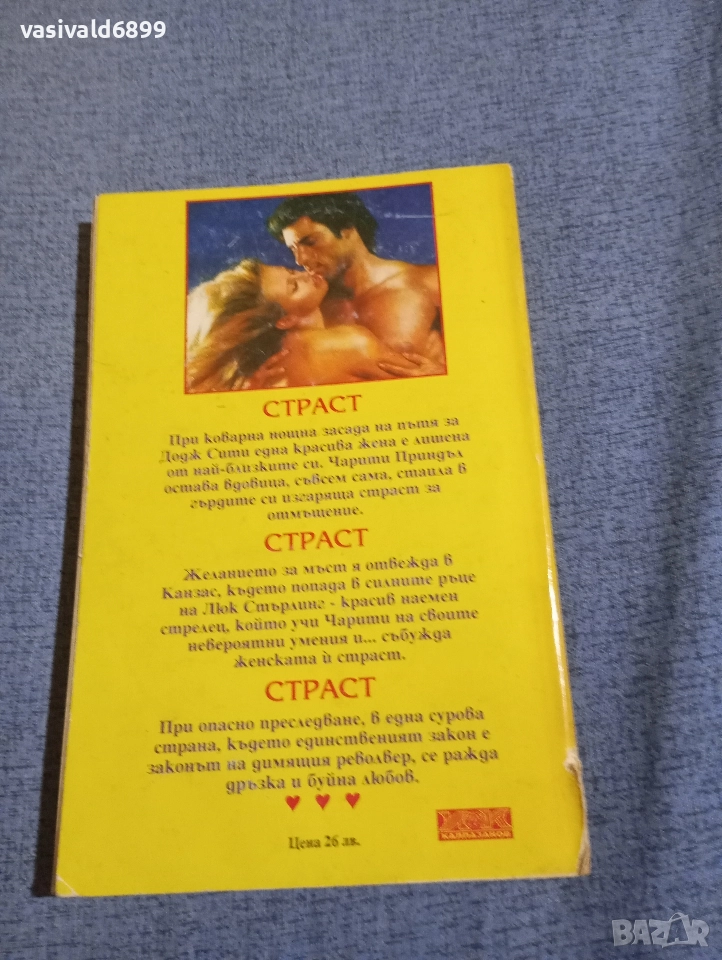 vasivald6899
СТРАСТ
При коварна нощна засада на пътя за
Додж Сити една красива жена е лишена
от най-близките си. Чарити Приндъл
остава вдовица, съвсем сама, стаила в
гърдите си изгаряща страст за
отмъщение.
СТРАСТ
Желанието за мъст я отвежда в
Канзас, където попада в силните ръце
на Люк Стърлинг - красив наемен
стрелец, който учи Чарити на своите
невероятни умения и... събужда
женската ѝ страст.
СТРАСТ
При опасно преследване, в една сурова
страна, където единственият закон е
законът на димящия револвер, се ражда
дръзка и буйна любов.
Цена 26 лв.
КАЛПАЗАНОВ
BAZAR